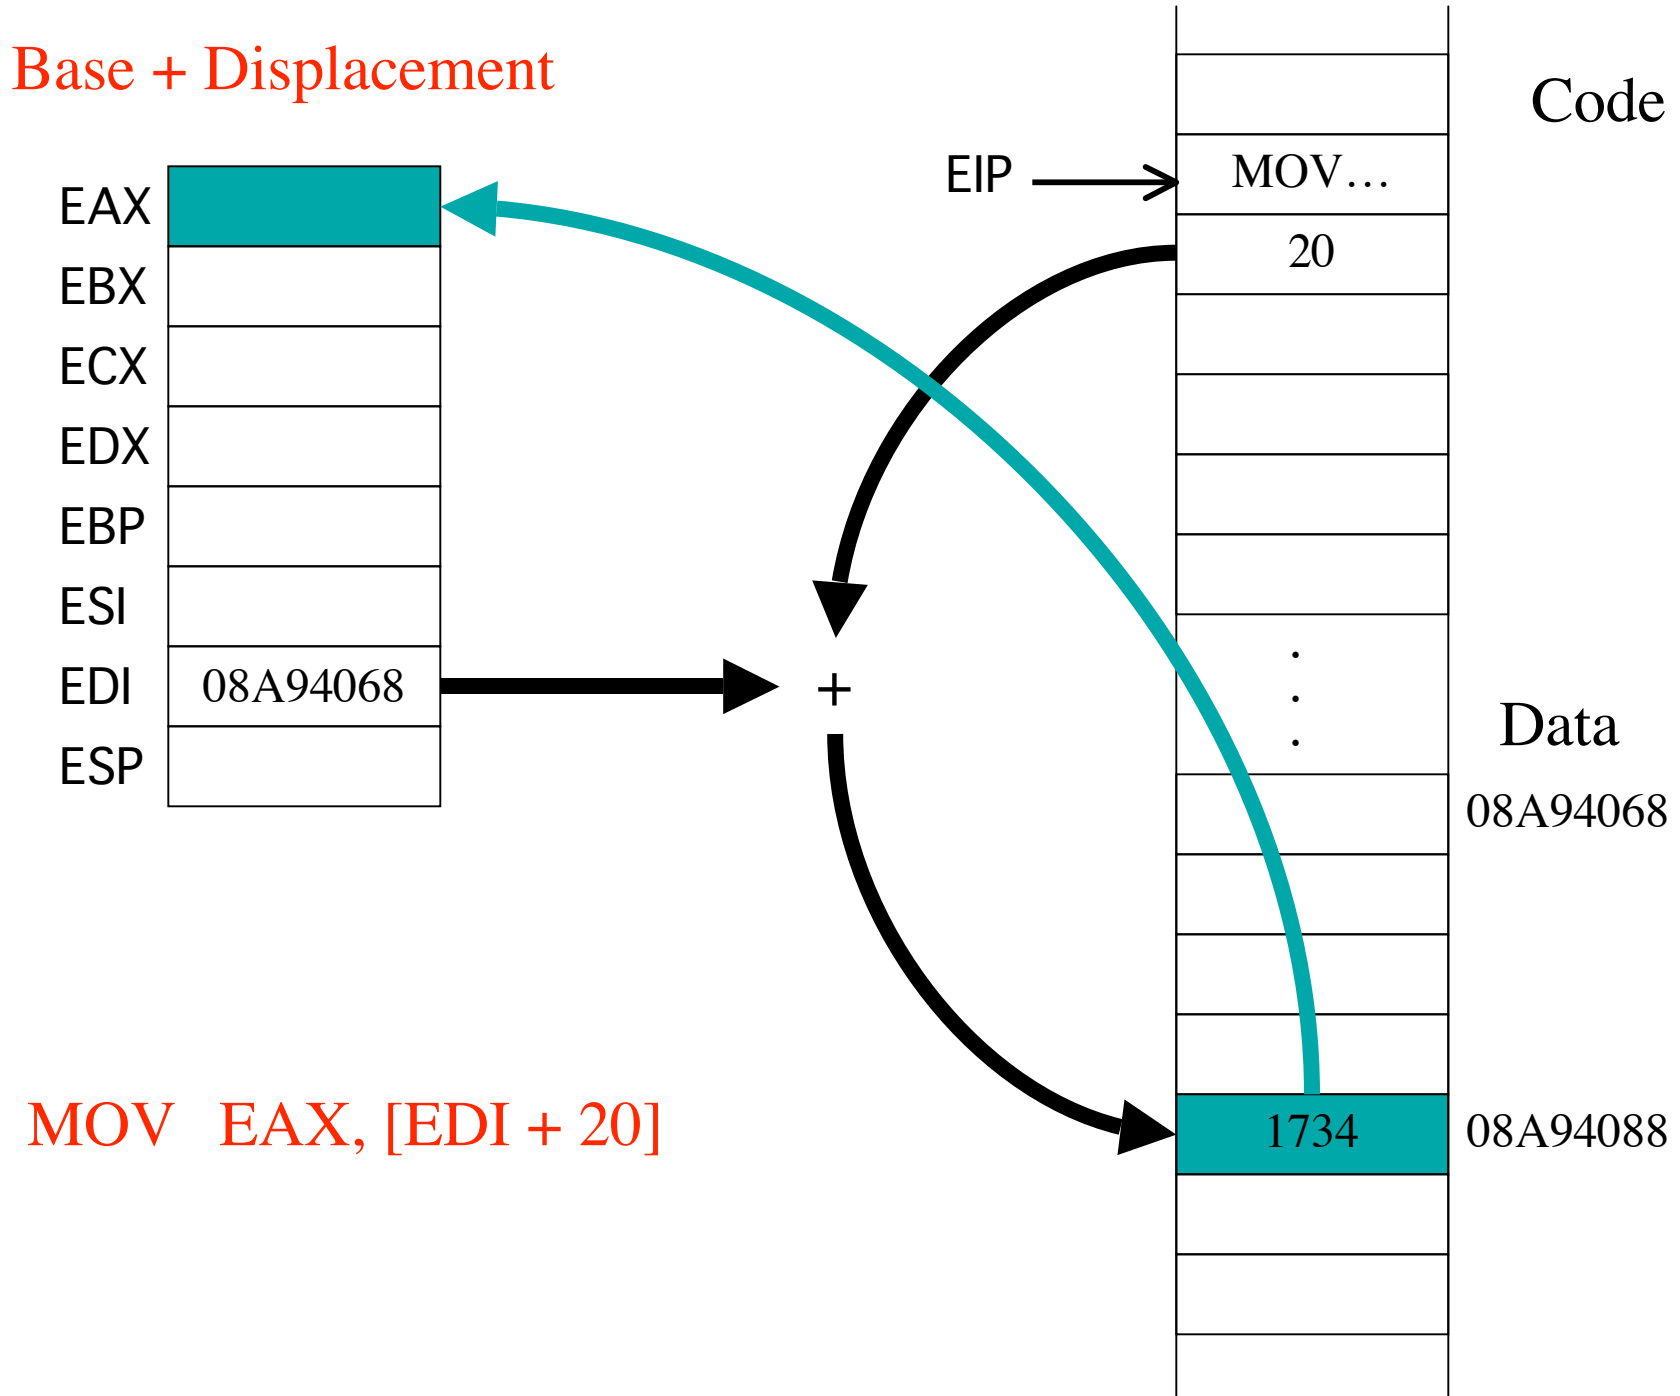 Base + Displacement
Code
EIP
MOV…
20
EAX
EBX
ECX
EDX
EBP
ESI
EDI 08A94068
ESP
+
.
.
.
Data
08A94068
MOV EAX, [EDI + 20]
1734 08A94088